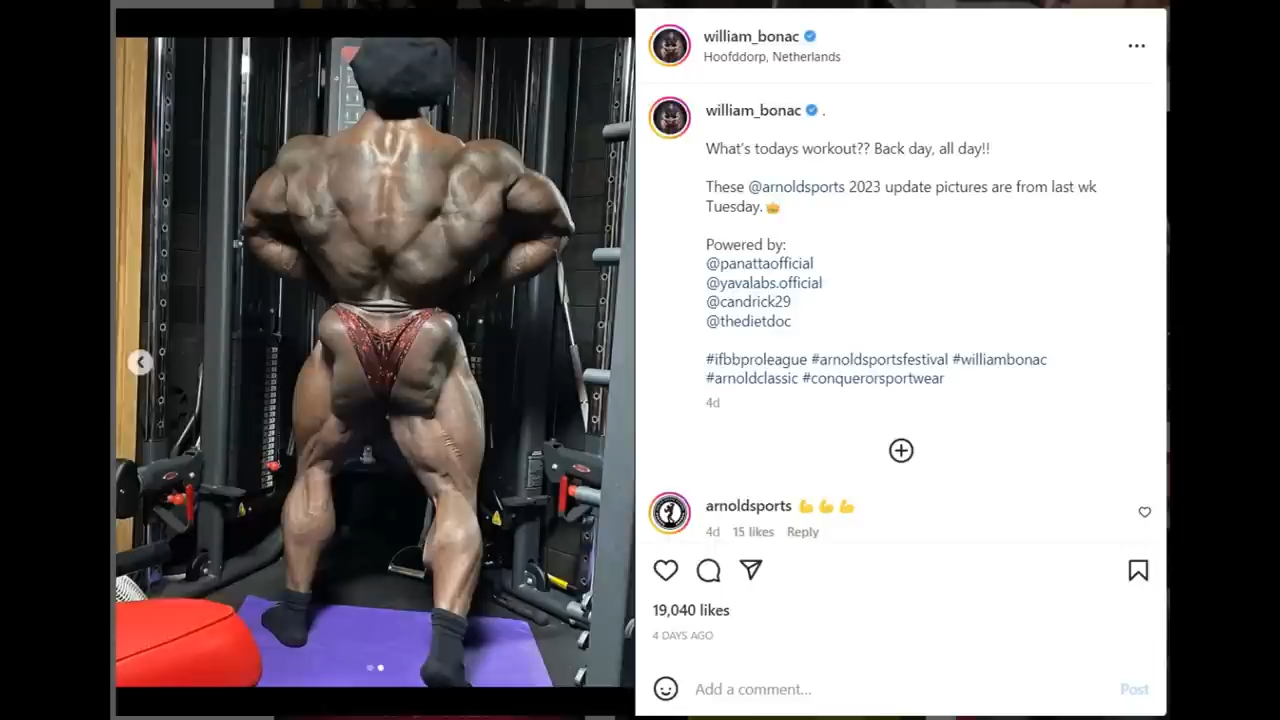 william_bonac
Hoofddorp, Netherlands
william_bonac .
What's todays workout?? Back day, all day!!
These @arnoldsports 2023 update pictures are from last wk
Tuesday.👑
Powered by:
@panattaofficial
@yavalabs.official
@candrick29
@thedietdoc
#ifbbproleague #arnoldsportsfestival #williambonac
#arnoldclassic #conquerorsportwear
4d
arnoldsports 💪💪💪
4d 15 likes Reply
19,040 likes
4 DAYS AGO
Add a comment... Post